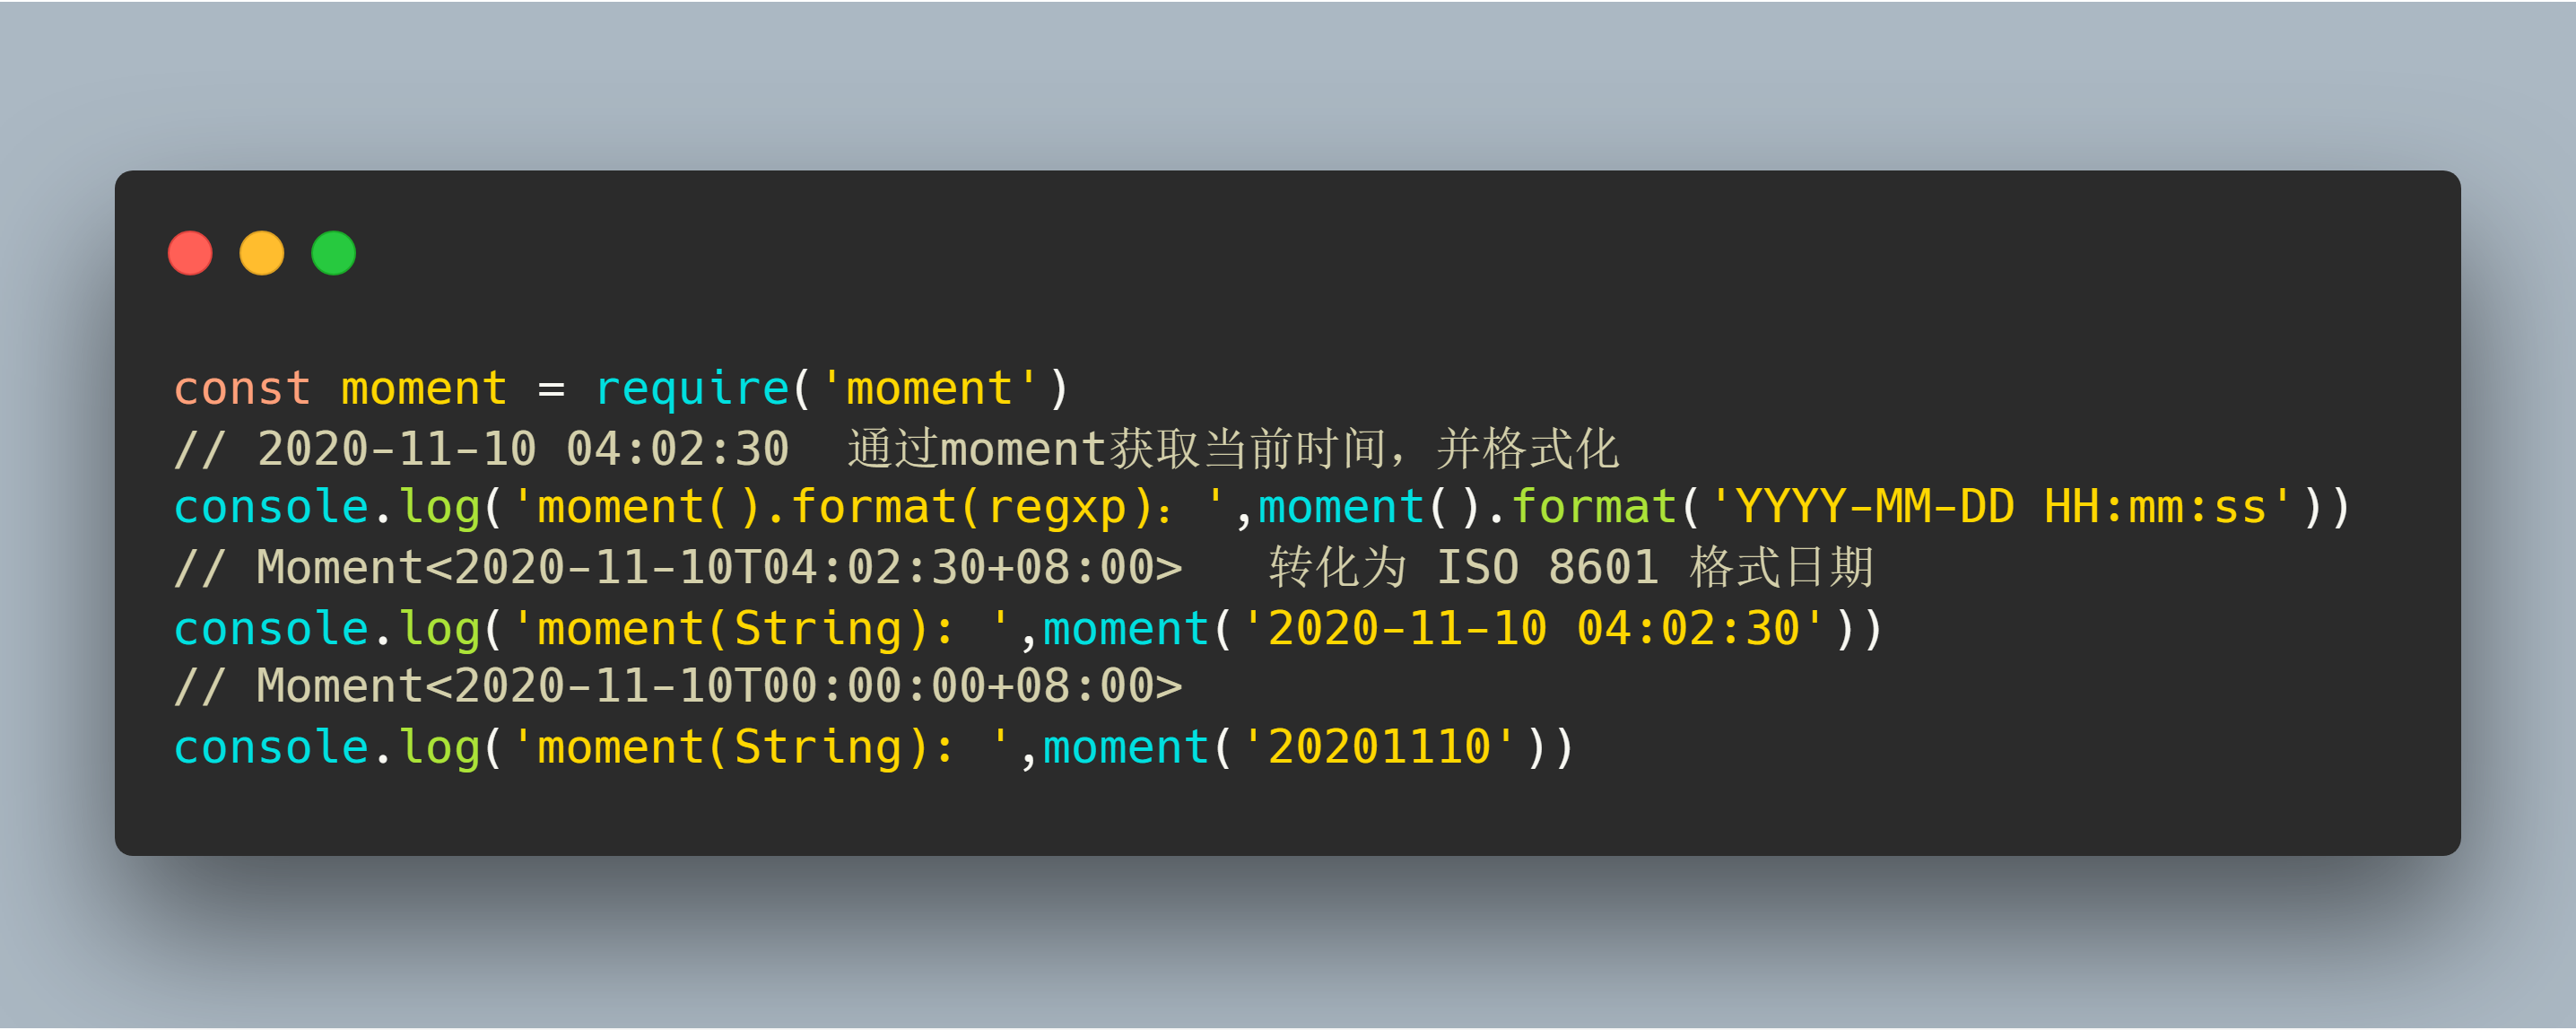 const moment = require('moment')
// 2020-11-10 04:02:30  通过moment获取当前时间，并格式化
console.log('moment().format(regxp)：',moment().format('YYYY-MM-DD HH:mm:ss'))
// Moment<2020-11-10T04:02:30+08:00>   转化为 ISO 8601 格式日期
console.log('moment(String): ',moment('2020-11-10 04:02:30'))
// Moment<2020-11-10T00:00:00+08:00>
console.log('moment(String): ',moment('20201110'))